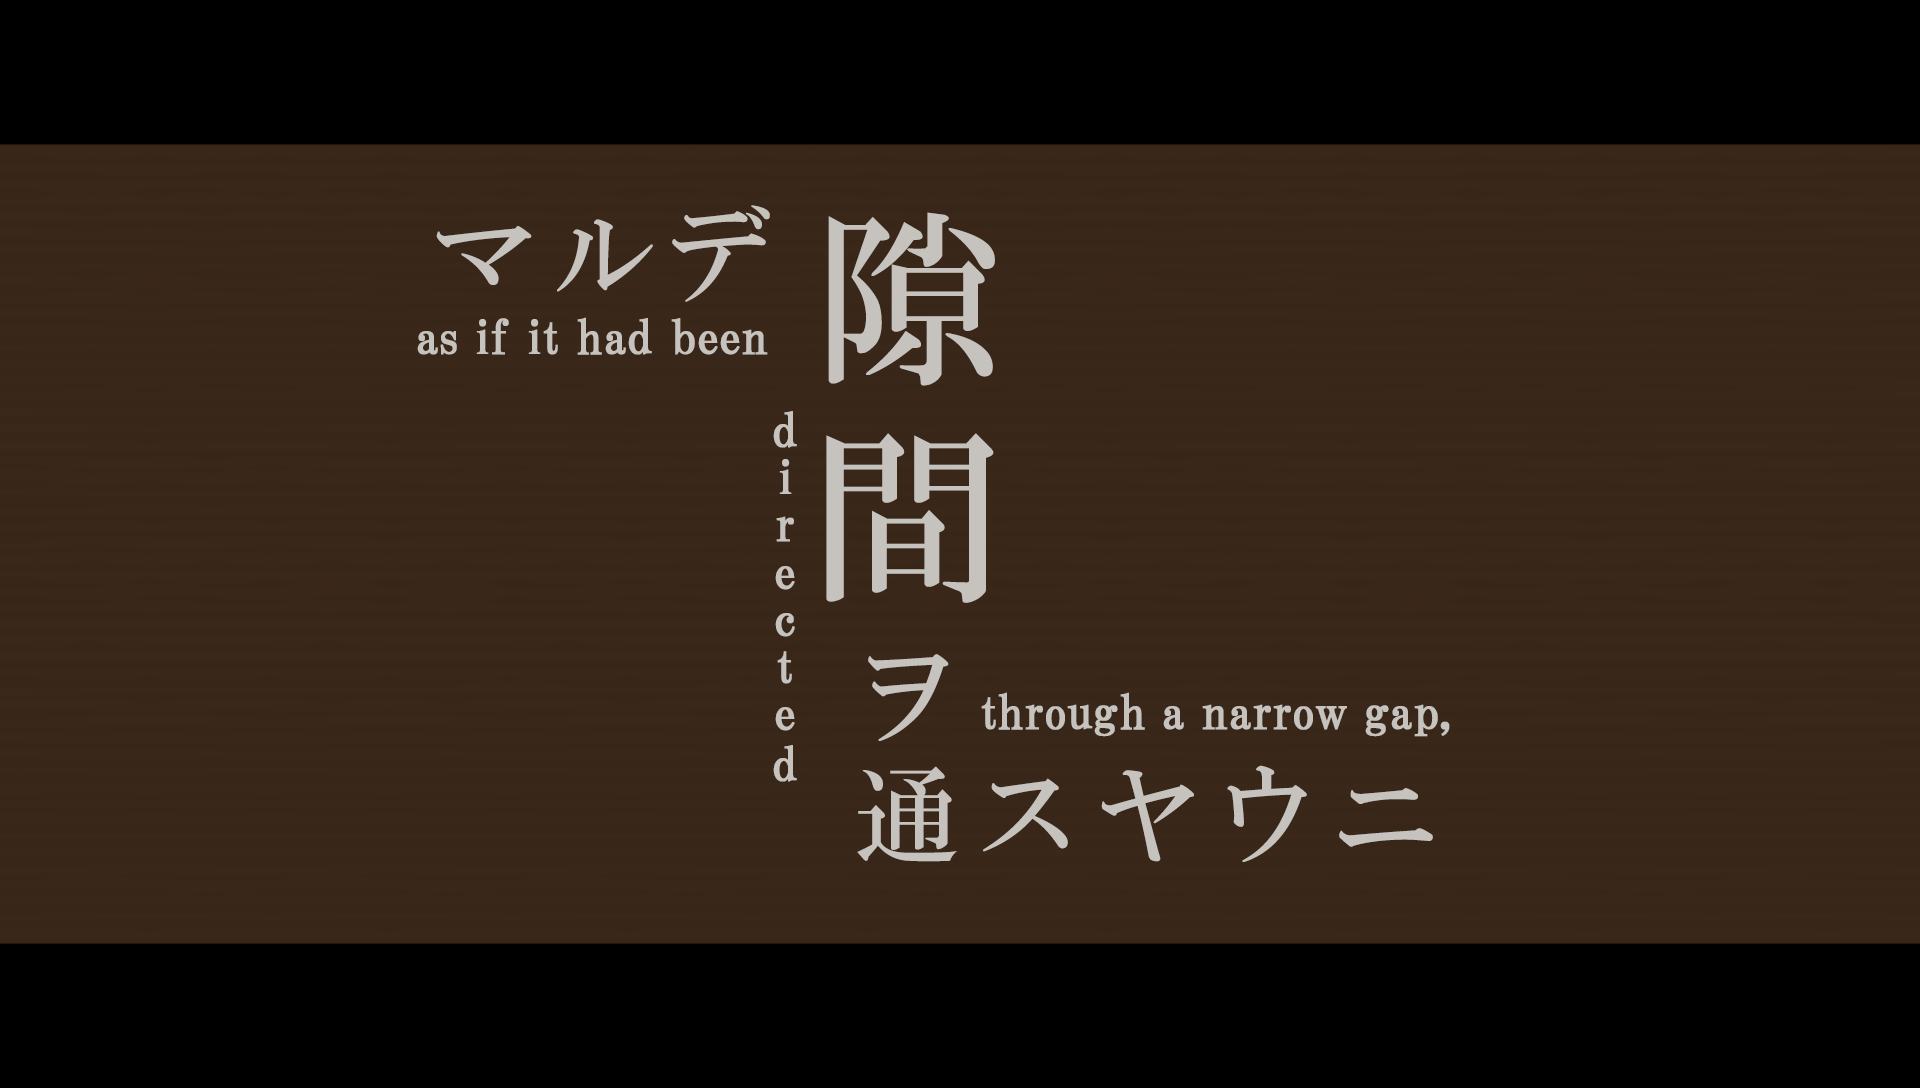 マルデ
as if it had been
directed
隙間ヲ
through a narrow gap,
通スヤウニ